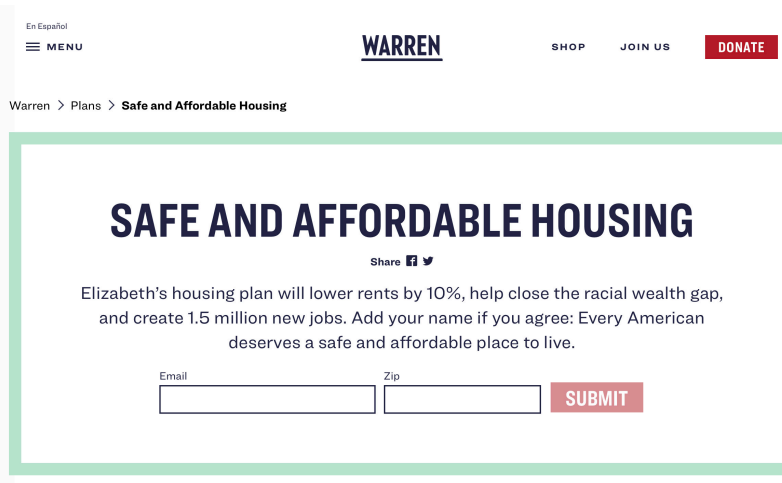 En Español
MENU
WARREN
SHOP
JOIN US
DONATE
Warren > Plans > Safe and Affordable Housing
SAFE AND AFFORDABLE HOUSING
Share
Elizabeth’s housing plan will lower rents by 10%, help close the racial wealth gap,
and create 1.5 million new jobs. Add your name if you agree: Every American
deserves a safe and affordable place to live.
Email
Zip
SUBMIT